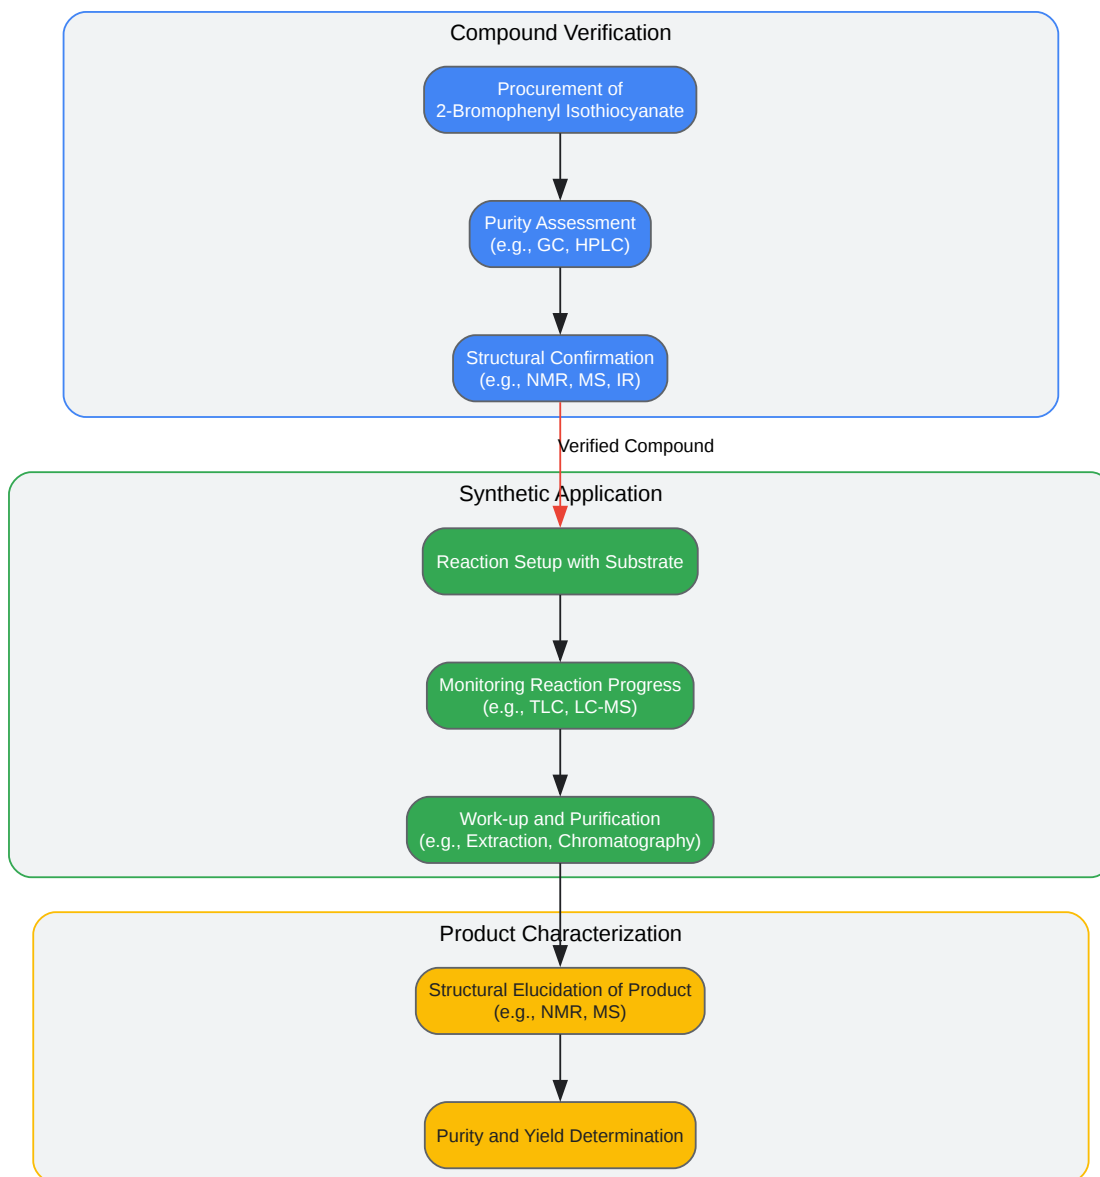 Compound Verification
Procurement of
2-Bromophenyl Isothiocyanate
Purity Assessment
(e.g., GC, HPLC)
Structural Confirmation
(e.g., NMR, MS, IR)
Verified Compound
Synthetic Application
Reaction Setup with Substrate
Monitoring Reaction Progress
(e.g., TLC, LC-MS)
Work-up and Purification
(e.g., Extraction, Chromatography)
Product Characterization
Structural Elucidation of Product
(e.g., NMR, MS)
Purity and Yield Determination